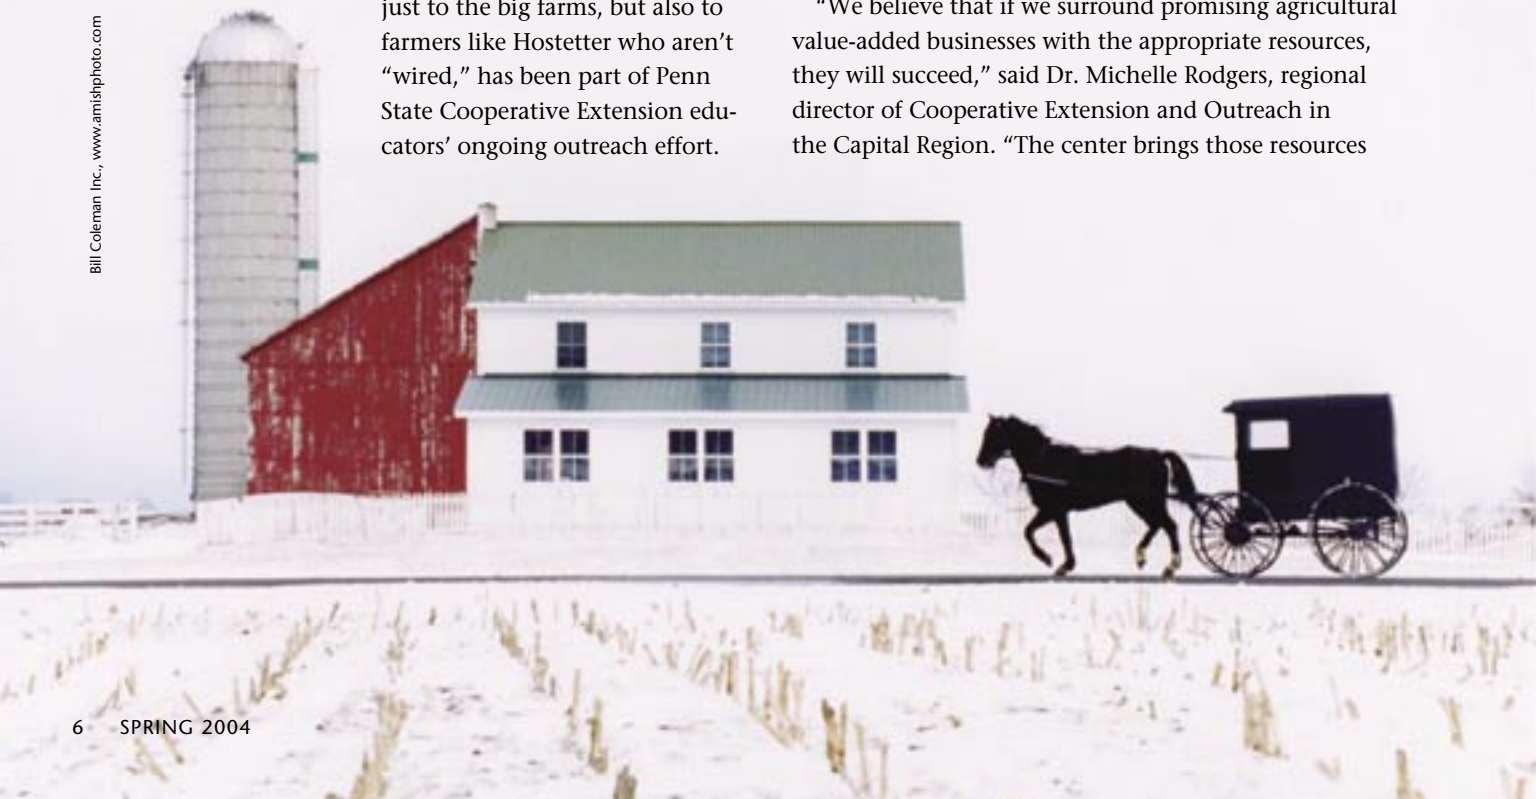 Bill Coleman Inc., www.amishphoto.com
just to the big farms, but also to
farmers like Hostetter who aren’t
“wired,” has been part of Penn
State Cooperative Extension edu-
cators’ ongoing outreach effort.
“We believe that if we surround promising agricultural
value-added businesses with the appropriate resources,
they will succeed,” said Dr. Michelle Rodgers, regional
director of Cooperative Extension and Outreach in
the Capital Region. “The center brings those resources
6 SPRING 2004